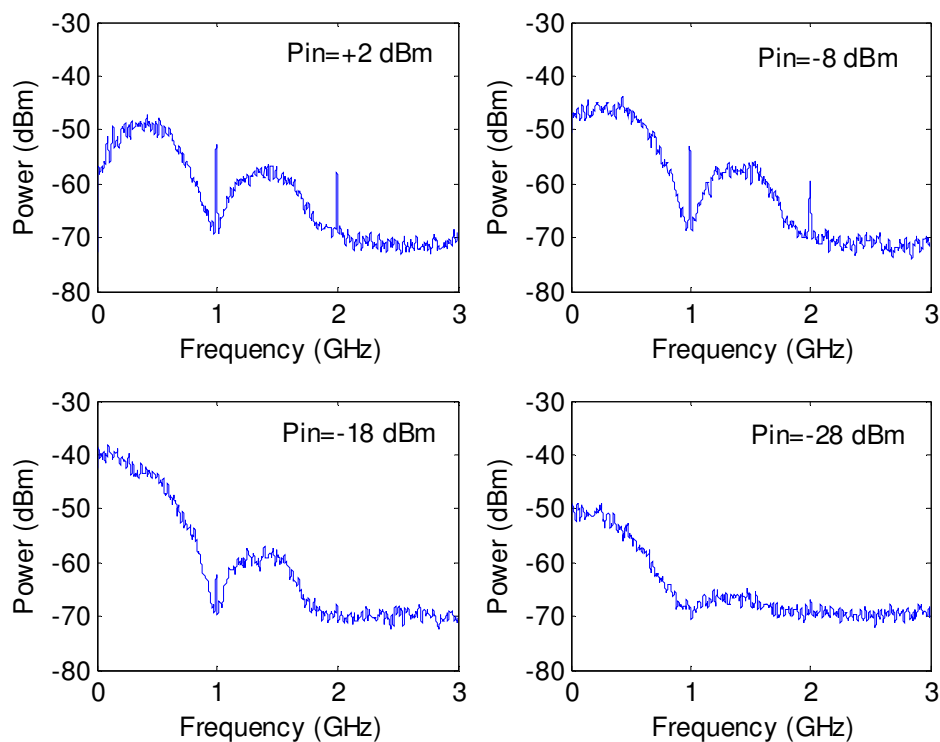 -30
-40
-50
-60
-70
-80
Power (dBm)
Pin=+2 dBm
0 1 2 3
Frequency (GHz)
-30
-40
-50
-60
-70
-80
Power (dBm)
Pin=-8 dBm
0 1 2 3
Frequency (GHz)
-30
-40
-50
-60
-70
-80
Power (dBm)
Pin=-18 dBm
0 1 2 3
Frequency (GHz)
-30
-40
-50
-60
-70
-80
Power (dBm)
Pin=-28 dBm
0 1 2 3
Frequency (GHz)